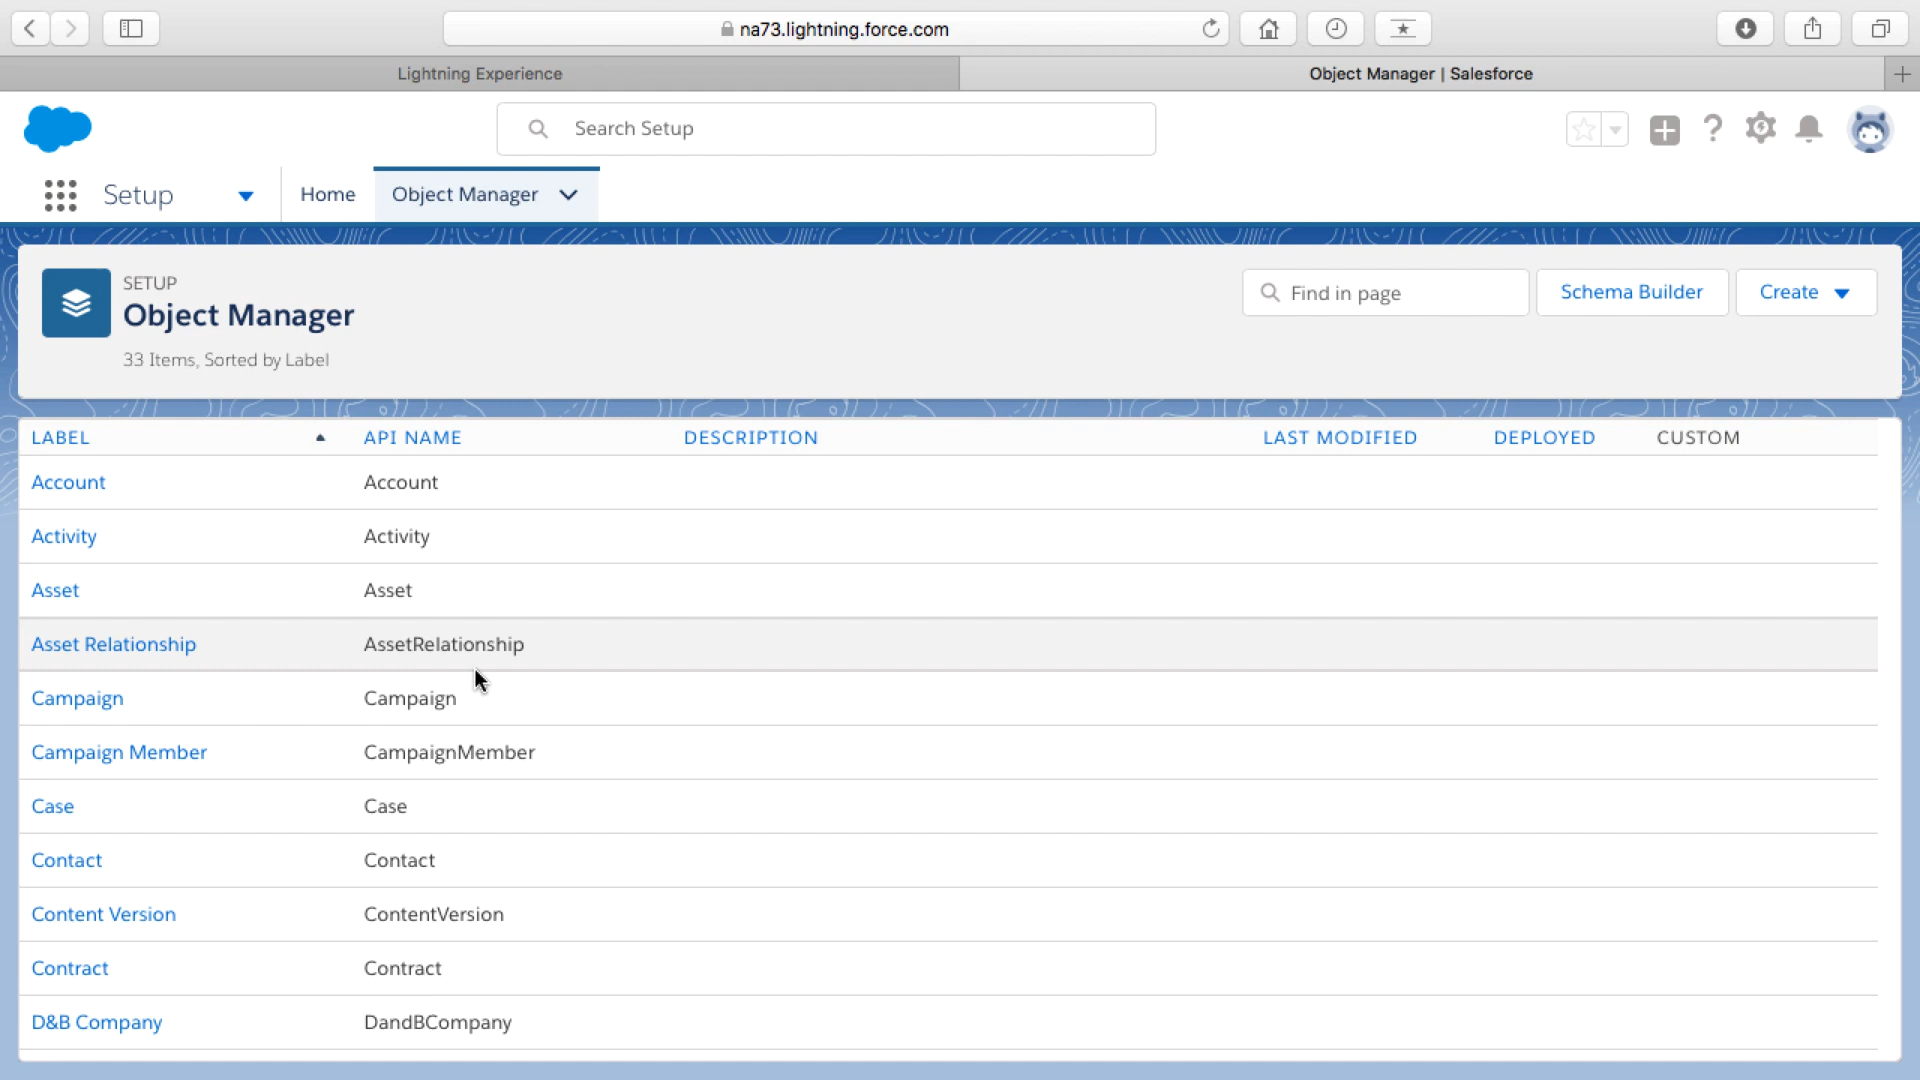 na73.lightning.force.com
Lightning Experience
Object Manager | Salesforce
Search Setup
Setup
Home
Object Manager
SETUP
Object Manager
33 Items, Sorted by Label
Find in page
Schema Builder
Create
LABEL API NAME DESCRIPTION LAST MODIFIED DEPLOYED CUSTOM
Account Account
Activity Activity
Asset Asset
Asset Relationship AssetRelationship
Campaign Campaign
Campaign Member CampaignMember
Case Case
Contact Contact
Content Version ContentVersion
Contract Contract
D&B Company DandBCompany